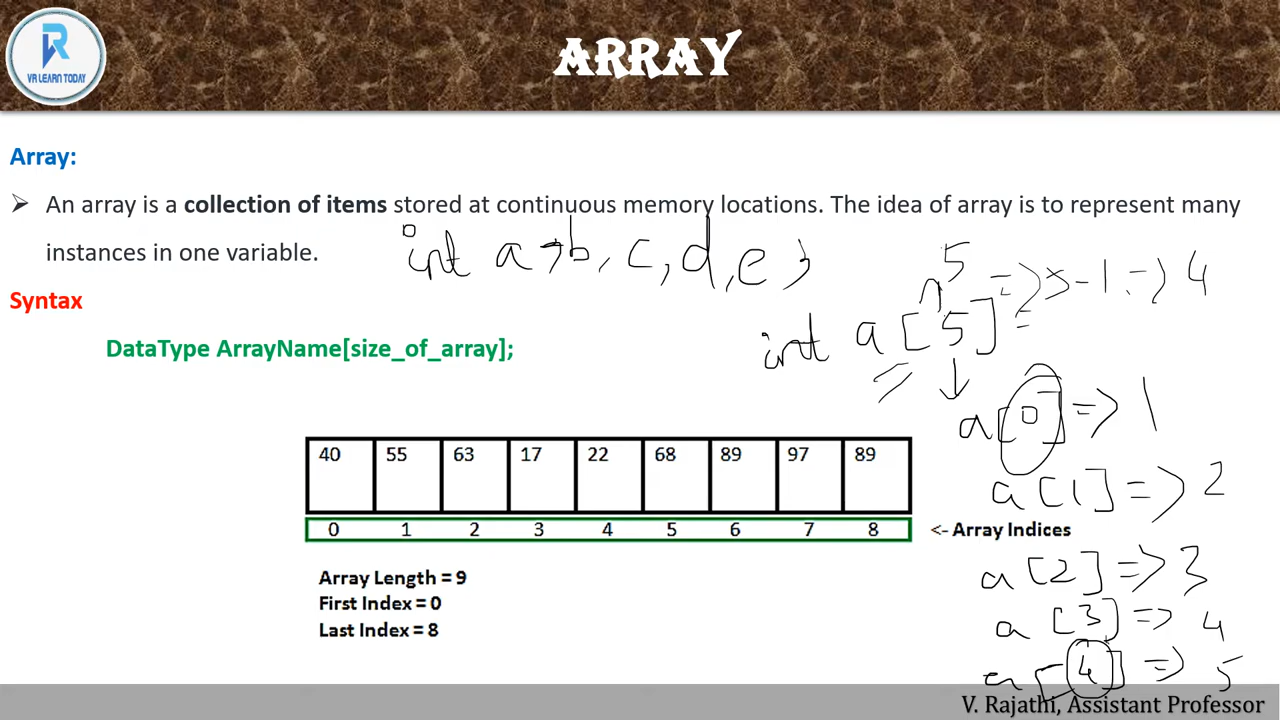 VR LEARN TODAY
ARRAY
Array:
➢ An array is a collection of items stored at continuous memory locations. The idea of array is to represent many
instances in one variable.
int a, b, c, d, e;
Syntax
DataType ArrayName[size_of_array];
5 => 5-1 => 4
int a[5] =
a[0] => 1
a[1] => 2
a[2] => 3
a[3] => 4
a[4] => 5
40 55 63 17 22 68 89 97 89
0 1 2 3 4 5 6 7 8
<- Array Indices
Array Length = 9
First Index = 0
Last Index = 8
V. Rajathi, Assistant Professor